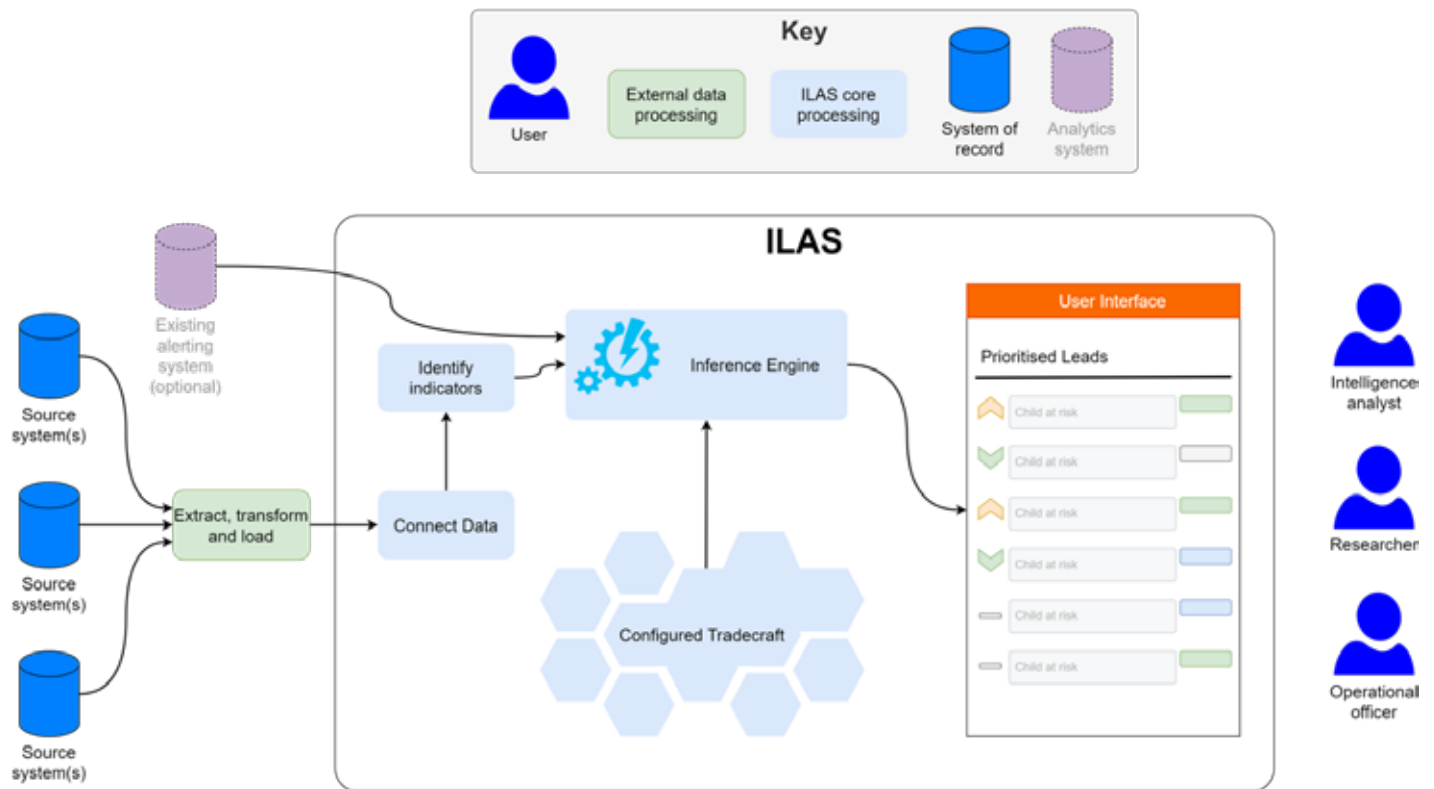 Key
User
External data
processing
ILAS core
processing
System of
record
Analytics
system
ILAS
Existing
alerting
system
(optional)
Source
system(s)
Source
system(s)
Source
system(s)
Extract, transform
and load
Connect Data
Identify
indicators
Inference Engine
Configured Tradecraft
User Interface
Prioritised Leads
Child at risk
Child at risk
Child at risk
Child at risk
Child at risk
Child at risk
Intelligence
analyst
Researcher
Operational
officer